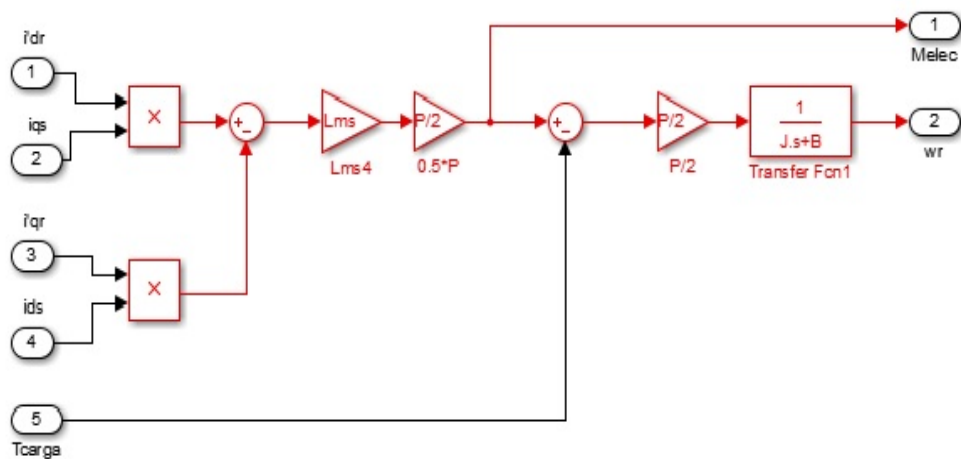 i'dr
1
iqs
2
i'qr
3
ids
4
5
Tcarga
X
X
+
-
Lms
Lms4
P/2
0.5*P
+
-
P/2
P/2
1
J.s+B
Transfer Fcn1
1
Melec
2
wr